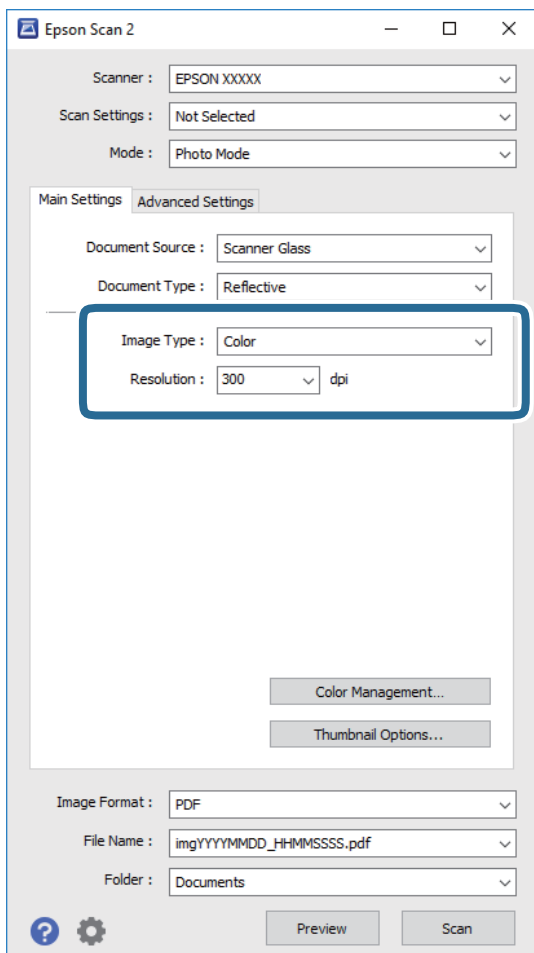 Epson Scan 2
Scanner : EPSON XXXXX
Scan Settings : Not Selected
Mode : Photo Mode
Main Settings Advanced Settings
Document Source : Scanner Glass
Document Type : Reflective
Image Type : Color
Resolution : 300 dpi
Color Management...
Thumbnail Options...
Image Format : PDF
File Name : imgYYYYMMDD_HHMMSSSS.pdf
Folder : Documents
? Preview Scan